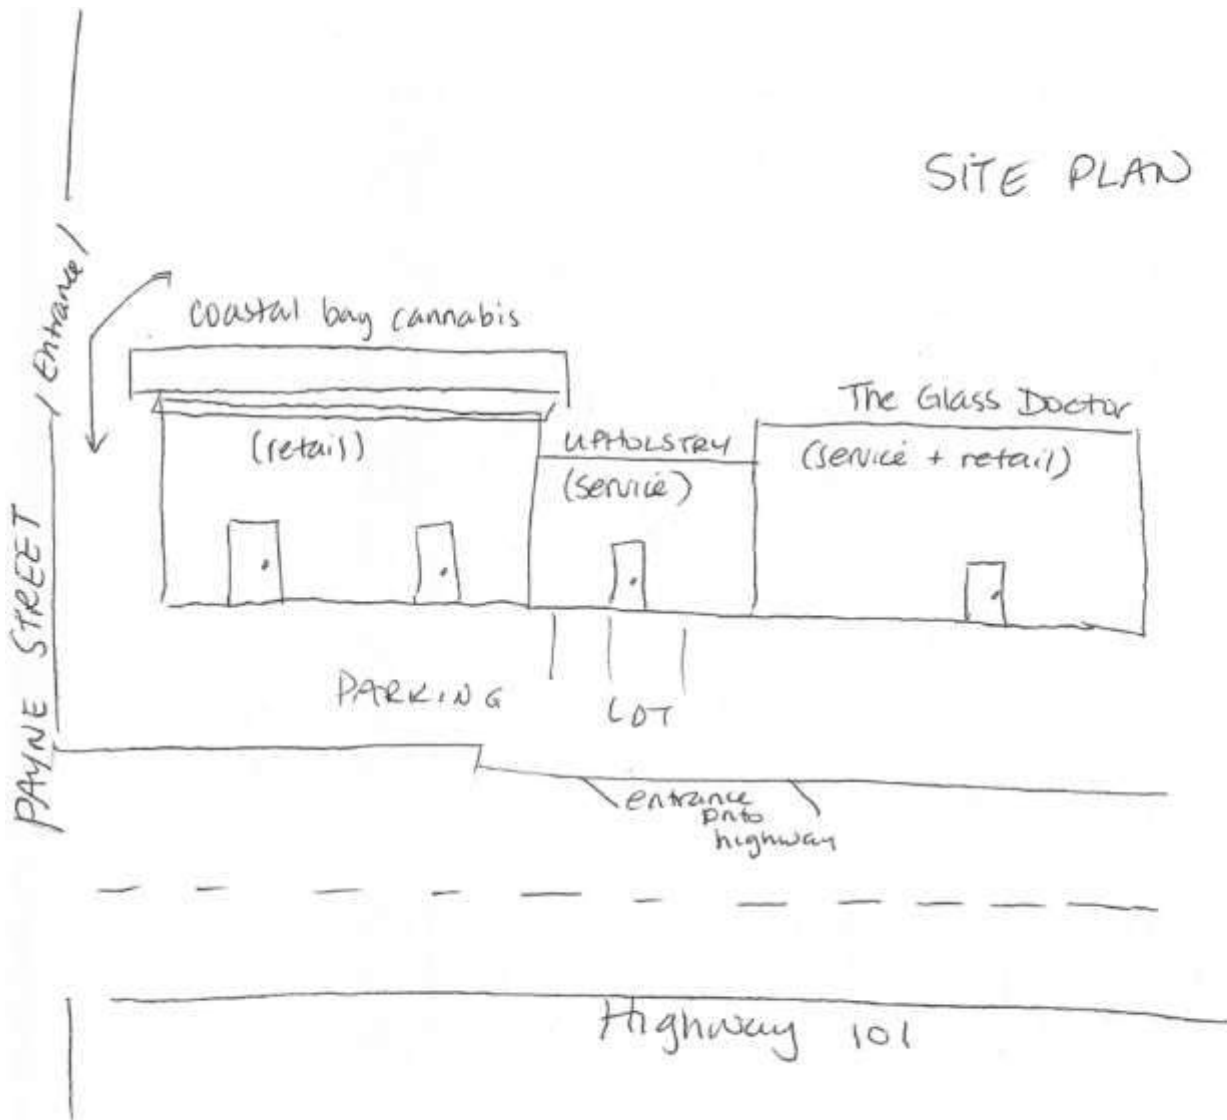 SITE PLAN
/ Entrance /
coastal bay cannabis
The Glass Doctor
(retail)
UPHOLSTRY
(service + retail)
(service)
PAYNE STREET
PARKING
LOT
entrance
onto
highway
Highway 101